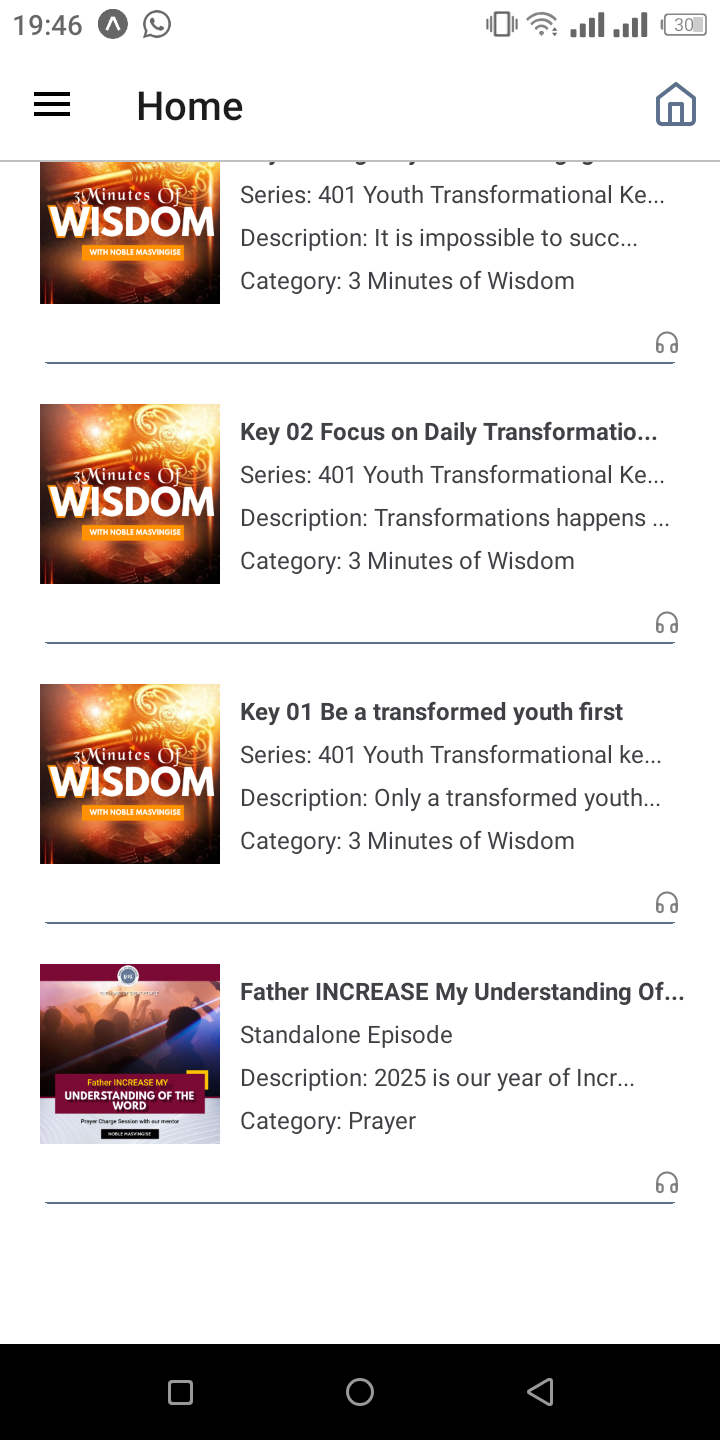 19:46
30
Home
Series: 401 Youth Transformational Ke...
3 Minutes Of
WISDOM
WITH NOBLE MASVINGISE
Description: It is impossible to succ...
Category: 3 Minutes of Wisdom
Key 02 Focus on Daily Transformatio...
Series: 401 Youth Transformational Ke...
3 Minutes Of
WISDOM
WITH NOBLE MASVINGISE
Description: Transformations happens ...
Category: 3 Minutes of Wisdom
Key 01 Be a transformed youth first
Series: 401 Youth Transformational ke...
3 Minutes Of
WISDOM
WITH NOBLE MASVINGISE
Description: Only a transformed youth...
Category: 3 Minutes of Wisdom
Father INCREASE My Understanding Of...
Standalone Episode
Description: 2025 is our year of Incr...
Category: Prayer
Father INCREASE MY
UNDERSTANDING OF THE
WORD
Prayer Charge Session with our mentor
NOBLE MASVINGISE